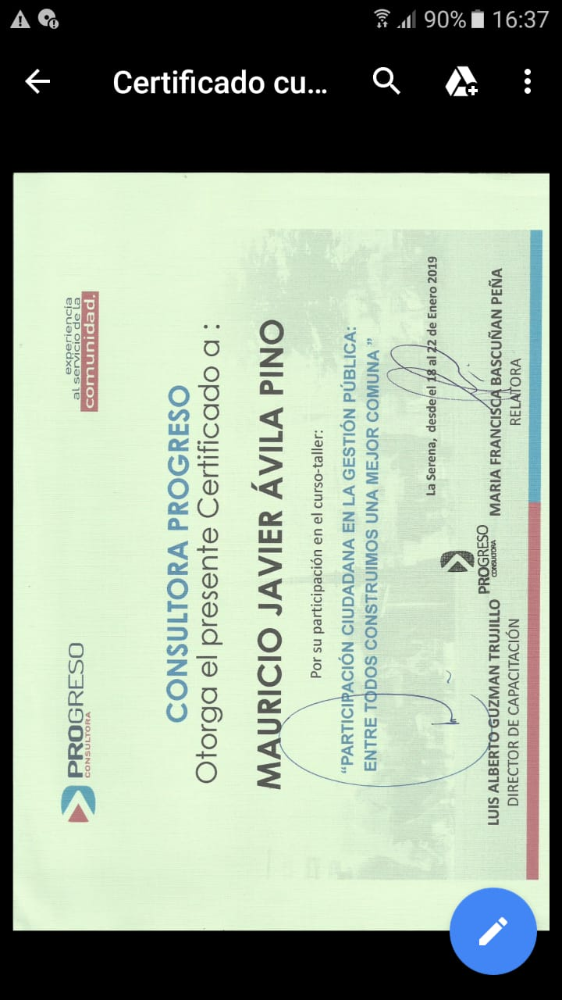 90% 16:37
Certificado cu...
PROGRESO
CONSULTORA
experiencia
al servicio de la
comunidad.
CONSULTORA PROGRESO
Otorga el presente Certificado a :
MAURICIO JAVIER ÁVILA PINO
Por su participación en el curso-taller:
“PARTICIPACIÓN CIUDADANA EN LA GESTIÓN PÚBLICA:
ENTRE TODOS CONSTRUIMOS UNA MEJOR COMUNA ”
La Serena, desde el 18 al 22 de Enero 2019
PROGRESO
CONSULTORA
LUIS ALBERTO GUZMAN TRUJILLO
DIRECTOR DE CAPACITACIÓN
MARIA FRANCISCA BASCUÑAN PEÑA
RELATORA